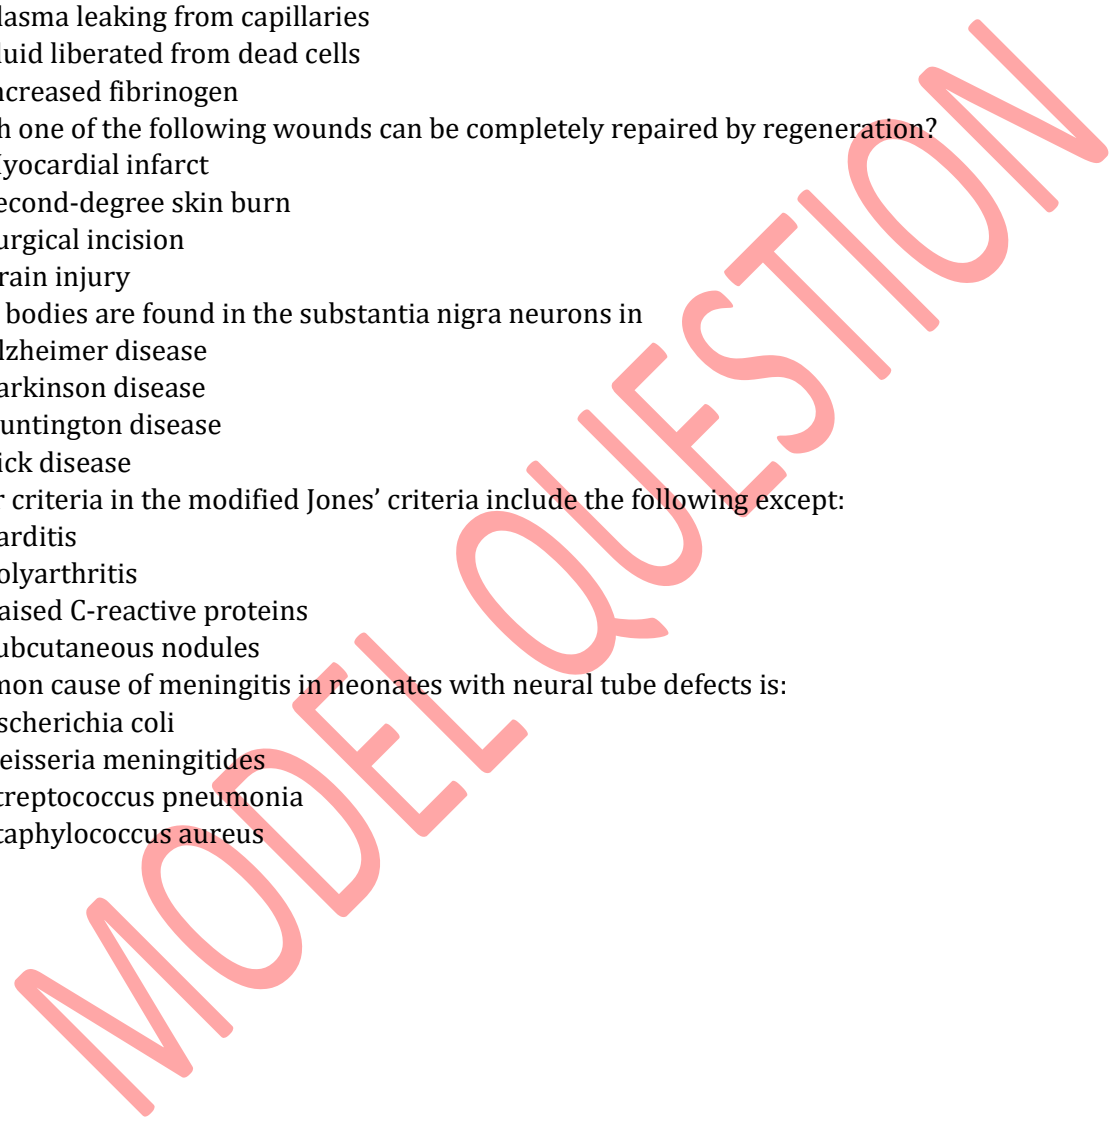 lasma leaking from capillaries
luid liberated from dead cells
ncreased fibrinogen
h one of the following wounds can be completely repaired by regeneration?
yocardial infarct
econd-degree skin burn
urgical incision
rain injury
bodies are found in the substantia nigra neurons in
lzheimer disease
arkinson disease
untington disease
ick disease
r criteria in the modified Jones’ criteria include the following except:
arditis
olyarthritis
aised C-reactive proteins
ubcutaneous nodules
mon cause of meningitis in neonates with neural tube defects is:
scherichia coli
eisseria meningitides
treptococcus pneumonia
taphylococcus aureus
MODEL QUESTION